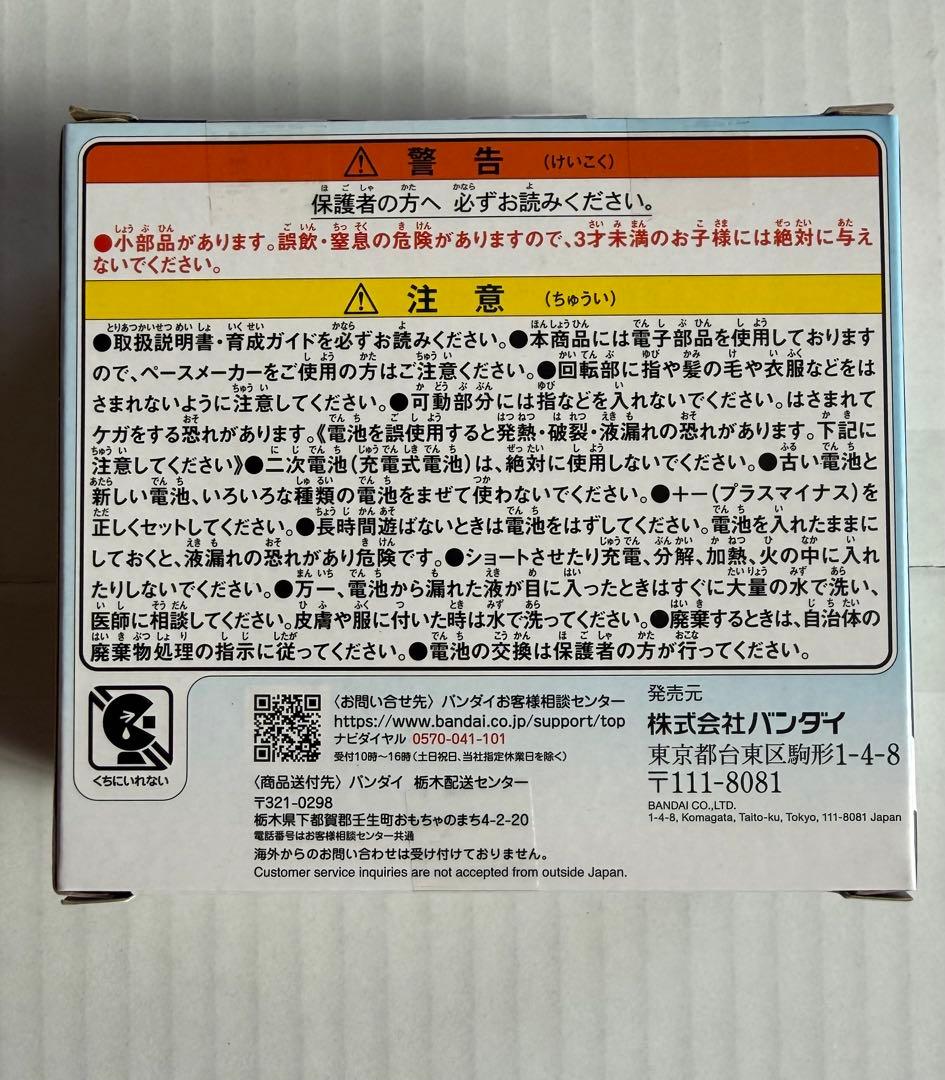 ⚠ 警告 (けいこく)
保護者の方へ 必ずお読みください。
●小部品があります。誤飲・窒息の危険がありますので、3才未満のお子様には絶対に与え
ないでください。
⚠ 注意 (ちゅうい)
●取扱説明書・育成ガイドを必ずお読みください。●本商品には電子部品を使用しております
ので、ペースメーカーをご使用の方はご注意ください。●回転部に指や髪の毛や衣服などをは
さまれないように注意してください。●可動部分には指などを入れないでください。はさまれて
ケガをする恐れがあります。《電池を誤使用すると発熱・破裂・液漏れの恐れがあります。下記に
注意してください》●二次電池(充電式電池)は、絶対に使用しないでください。●古い電池と
新しい電池、いろいろな種類の電池をまぜて使わないでください。●+−(プラスマイナス)を
正しくセットしてください。●長時間遊ばないときは電池をはずしてください。電池を入れたままに
しておくと、液漏れの恐れがあり危険です。●ショートさせたり充電、分解、加熱、火の中に入れ
たりしないでください。●万一、電池から漏れた液が目に入ったときはすぐに大量の水で洗い、
医師に相談してください。皮膚や服に付いた時は水で洗ってください。●廃棄するときは、自治体の
廃棄物処理の指示に従ってください。●電池の交換は保護者の方が行ってください。
くちにいれない
〈お問い合せ先〉バンダイお客様相談センター
https://www.bandai.co.jp/support/top
ナビダイヤル 0570-041-101
受付10時〜16時(土日祝日、当社指定休業日を除く)
〈商品送付先〉バンダイ 栃木配送センター
〒321-0298
栃木県下都賀郡壬生町おもちゃのまち4-2-20
電話番号はお客様相談センター共通
海外からのお問い合わせは受け付けておりません。
Customer service inquiries are not accepted from outside Japan.
発売元
株式会社バンダイ
東京都台東区駒形1-4-8
〒111-8081
BANDAI CO.,LTD.
1-4-8, Komagata, Taito-ku, Tokyo, 111-8081 Japan